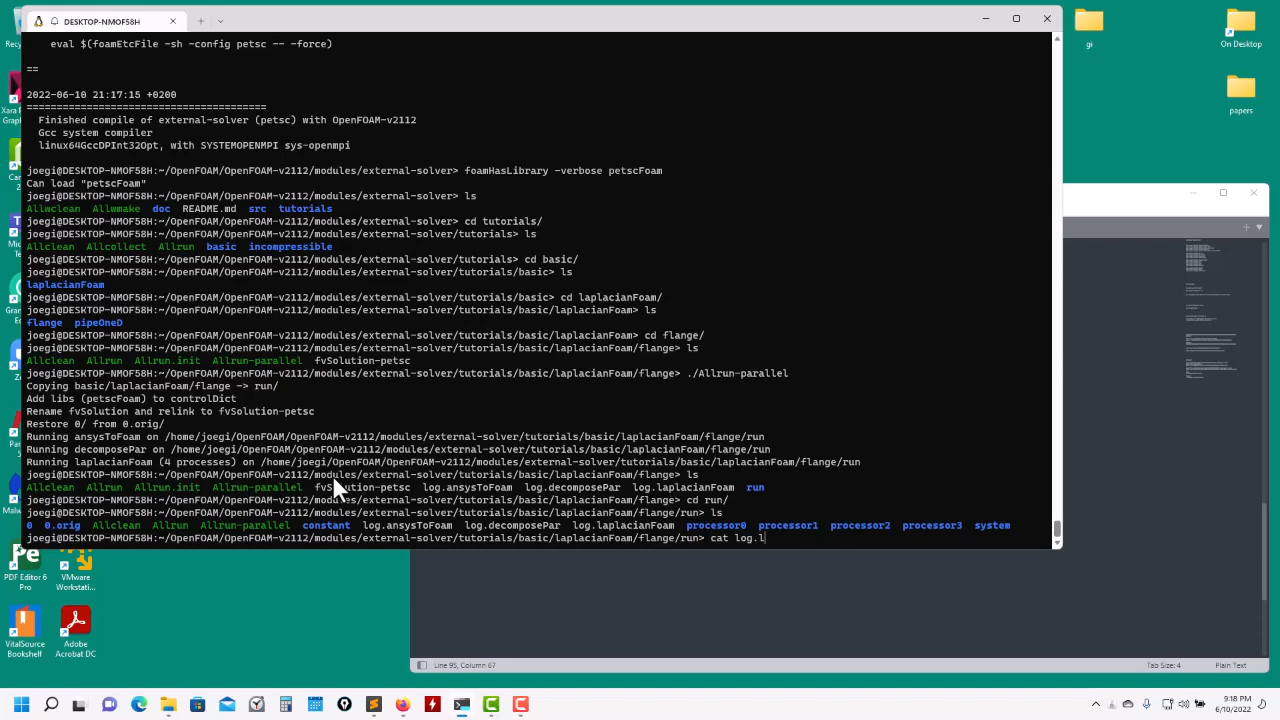 DESKTOP-NMOF58H
eval $(foamEtcFile -sh -config petsc -- -force)
==
2022-06-10 21:17:15 +0200
========================================
Finished compile of external-solver (petsc) with OpenFOAM-v2112
Gcc system compiler
linux64GccDPInt32Opt, with SYSTEMOPENMPI sys-openmpi
joegi@DESKTOP-NMOF58H:~/OpenFOAM/OpenFOAM-v2112/modules/external-solver> foamHasLibrary -verbose petscFoam
Can load "petscFoam"
joegi@DESKTOP-NMOF58H:~/OpenFOAM/OpenFOAM-v2112/modules/external-solver> ls
Allwclean Allwmake doc README.md src tutorials
joegi@DESKTOP-NMOF58H:~/OpenFOAM/OpenFOAM-v2112/modules/external-solver> cd tutorials/
joegi@DESKTOP-NMOF58H:~/OpenFOAM/OpenFOAM-v2112/modules/external-solver/tutorials> ls
Allclean Allcollect Allrun basic incompressible
joegi@DESKTOP-NMOF58H:~/OpenFOAM/OpenFOAM-v2112/modules/external-solver/tutorials> cd basic/
joegi@DESKTOP-NMOF58H:~/OpenFOAM/OpenFOAM-v2112/modules/external-solver/tutorials/basic> ls
laplacianFoam
joegi@DESKTOP-NMOF58H:~/OpenFOAM/OpenFOAM-v2112/modules/external-solver/tutorials/basic> cd laplacianFoam/
joegi@DESKTOP-NMOF58H:~/OpenFOAM/OpenFOAM-v2112/modules/external-solver/tutorials/basic/laplacianFoam> ls
flange pipeOneD
joegi@DESKTOP-NMOF58H:~/OpenFOAM/OpenFOAM-v2112/modules/external-solver/tutorials/basic/laplacianFoam> cd flange/
joegi@DESKTOP-NMOF58H:~/OpenFOAM/OpenFOAM-v2112/modules/external-solver/tutorials/basic/laplacianFoam/flange> ls
Allclean Allrun Allrun.init Allrun-parallel fvSolution-petsc
joegi@DESKTOP-NMOF58H:~/OpenFOAM/OpenFOAM-v2112/modules/external-solver/tutorials/basic/laplacianFoam/flange> ./Allrun-parallel
Copying basic/laplacianFoam/flange -> run/
Add libs (petscFoam) to controlDict
Rename fvSolution and relink to fvSolution-petsc
Restore 0/ from 0.orig/
Running ansysToFoam on /home/joegi/OpenFOAM/OpenFOAM-v2112/modules/external-solver/tutorials/basic/laplacianFoam/flange/run
Running decomposePar on /home/joegi/OpenFOAM/OpenFOAM-v2112/modules/external-solver/tutorials/basic/laplacianFoam/flange/run
Running laplacianFoam (4 processes) on /home/joegi/OpenFOAM/OpenFOAM-v2112/modules/external-solver/tutorials/basic/laplacianFoam/flange/run
joegi@DESKTOP-NMOF58H:~/OpenFOAM/OpenFOAM-v2112/modules/external-solver/tutorials/basic/laplacianFoam/flange> ls
Allclean Allrun Allrun.init Allrun-parallel fvSolution-petsc log.ansysToFoam log.decomposePar log.laplacianFoam run
joegi@DESKTOP-NMOF58H:~/OpenFOAM/OpenFOAM-v2112/modules/external-solver/tutorials/basic/laplacianFoam/flange> cd run/
joegi@DESKTOP-NMOF58H:~/OpenFOAM/OpenFOAM-v2112/modules/external-solver/tutorials/basic/laplacianFoam/flange/run> ls
0 0.orig Allclean Allrun Allrun-parallel constant log.ansysToFoam log.decomposePar log.laplacianFoam processor0 processor1 processor2 processor3 system
joegi@DESKTOP-NMOF58H:~/OpenFOAM/OpenFOAM-v2112/modules/external-solver/tutorials/basic/laplacianFoam/flange/run> cat log.l
gi
On Desktop
papers
PDF Editor 6
Pro
VMware
Workstati...
VitalSource
Bookshelf
Adobe
Acrobat DC
Line 95, Column 67
Tab Size: 4
Plain Text
9:18 PM
6/10/2022